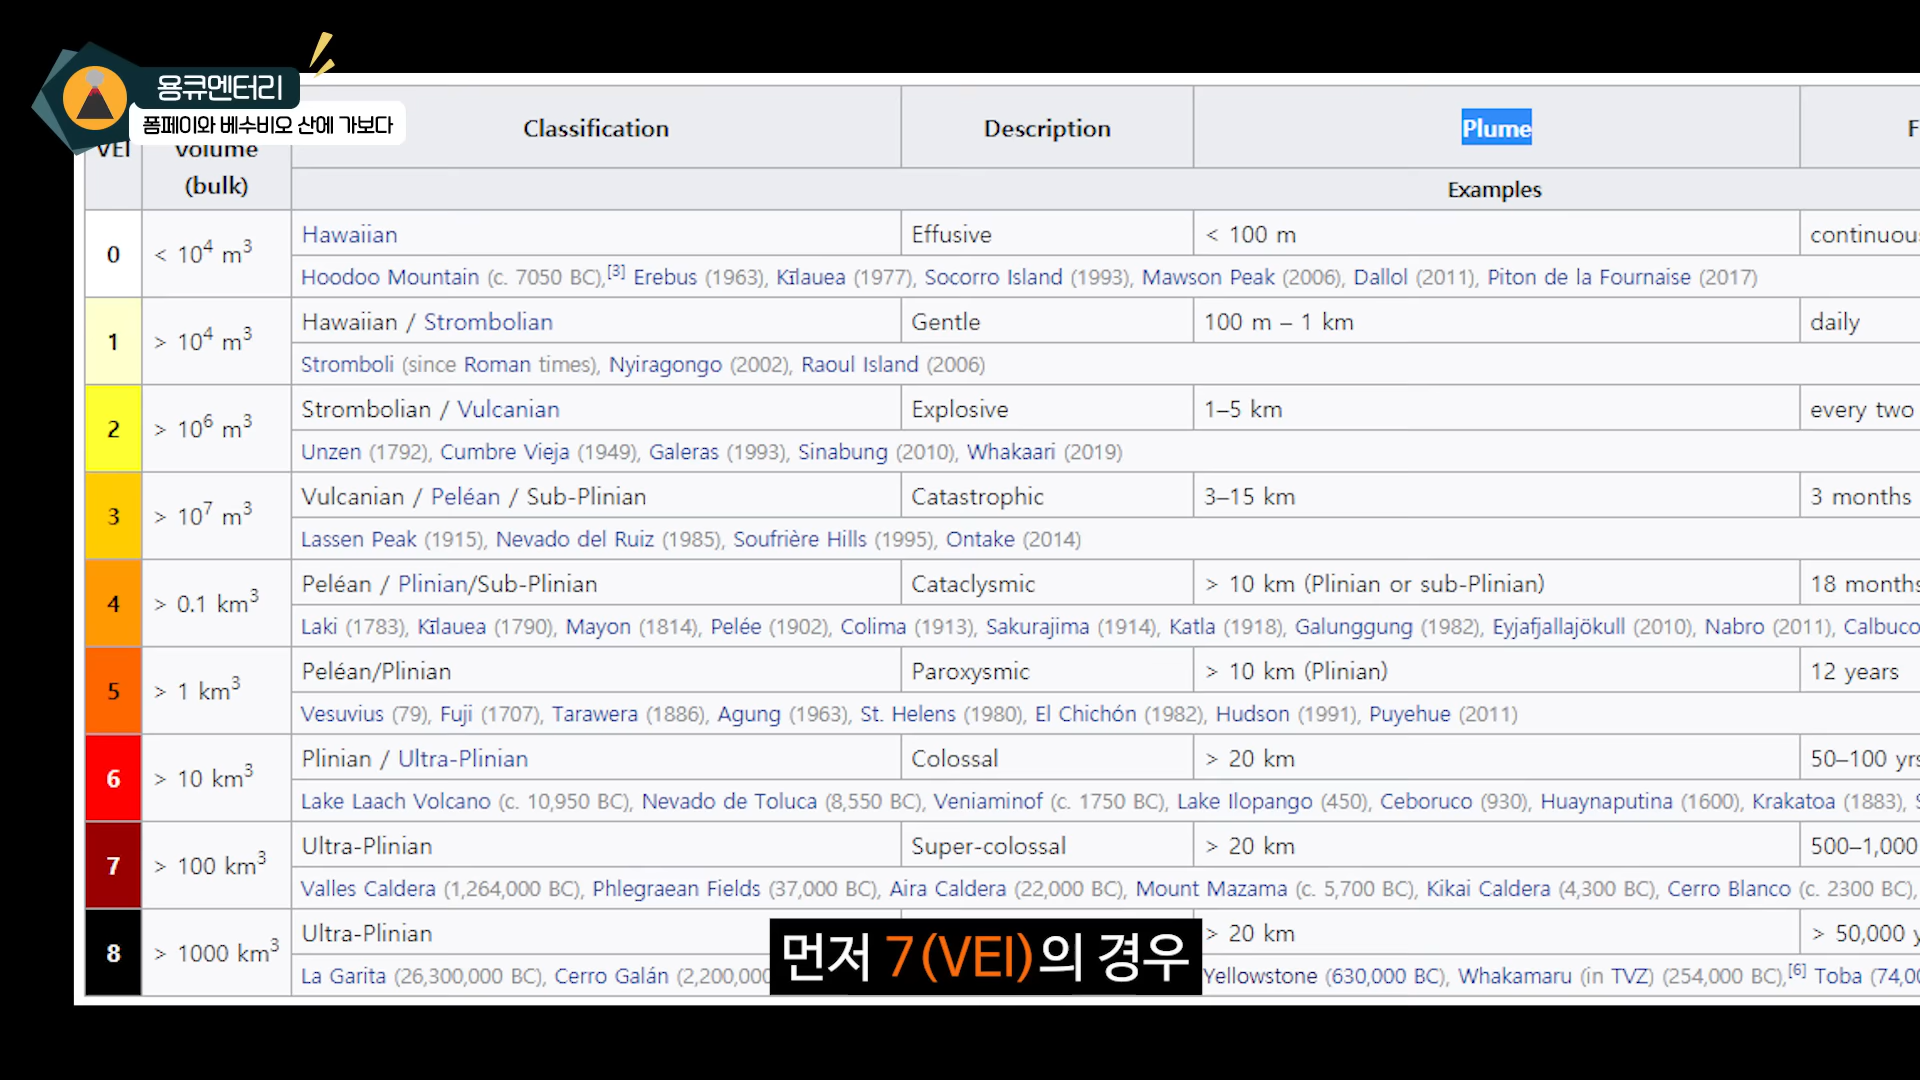 용큐멘터리
폼페이와 베수비오 산에 가보다
VEI
volume
(bulk)
Classification
Description
Plume
F
Examples
0
< 10⁴ m³
Hawaiian
Effusive
< 100 m
continuous
Hoodoo Mountain (c. 7050 BC),[3] Erebus (1963), Kīlauea (1977), Socorro Island (1993), Mawson Peak (2006), Dallol (2011), Piton de la Fournaise (2017)
1
> 10⁴ m³
Hawaiian / Strombolian
Gentle
100 m – 1 km
daily
Stromboli (since Roman times), Nyiragongo (2002), Raoul Island (2006)
2
> 10⁶ m³
Strombolian / Vulcanian
Explosive
1–5 km
every two
Unzen (1792), Cumbre Vieja (1949), Galeras (1993), Sinabung (2010), Whakaari (2019)
3
> 10⁷ m³
Vulcanian / Peléan / Sub-Plinian
Catastrophic
3–15 km
3 months
Lassen Peak (1915), Nevado del Ruiz (1985), Soufrière Hills (1995), Ontake (2014)
4
> 0.1 km³
Peléan / Plinian/Sub-Plinian
Cataclysmic
> 10 km (Plinian or sub-Plinian)
18 months
Laki (1783), Kīlauea (1790), Mayon (1814), Pelée (1902), Colima (1913), Sakurajima (1914), Katla (1918), Galunggung (1982), Eyjafjallajökull (2010), Nabro (2011), Calbuco
5
> 1 km³
Peléan/Plinian
Paroxysmic
> 10 km (Plinian)
12 years
Vesuvius (79), Fuji (1707), Tarawera (1886), Agung (1963), St. Helens (1980), El Chichón (1982), Hudson (1991), Puyehue (2011)
6
> 10 km³
Plinian / Ultra-Plinian
Colossal
> 20 km
50–100 yrs
Lake Laach Volcano (c. 10,950 BC), Nevado de Toluca (8,550 BC), Veniaminof (c. 1750 BC), Lake Ilopango (450), Ceboruco (930), Huaynaputina (1600), Krakatoa (1883),
7
> 100 km³
Ultra-Plinian
Super-colossal
> 20 km
500–1,000
Valles Caldera (1,264,000 BC), Phlegraean Fields (37,000 BC), Aira Caldera (22,000 BC), Mount Mazama (c. 5,700 BC), Kikai Caldera (4,300 BC), Cerro Blanco (c. 2300 BC),
8
> 1000 km³
Ultra-Plinian
> 20 km
> 50,000 y
La Garita (26,300,000 BC), Cerro Galán (2,200,000
Yellowstone (630,000 BC), Whakamaru (in TVZ) (254,000 BC),[6] Toba (74,00
먼저 7(VEI)의 경우